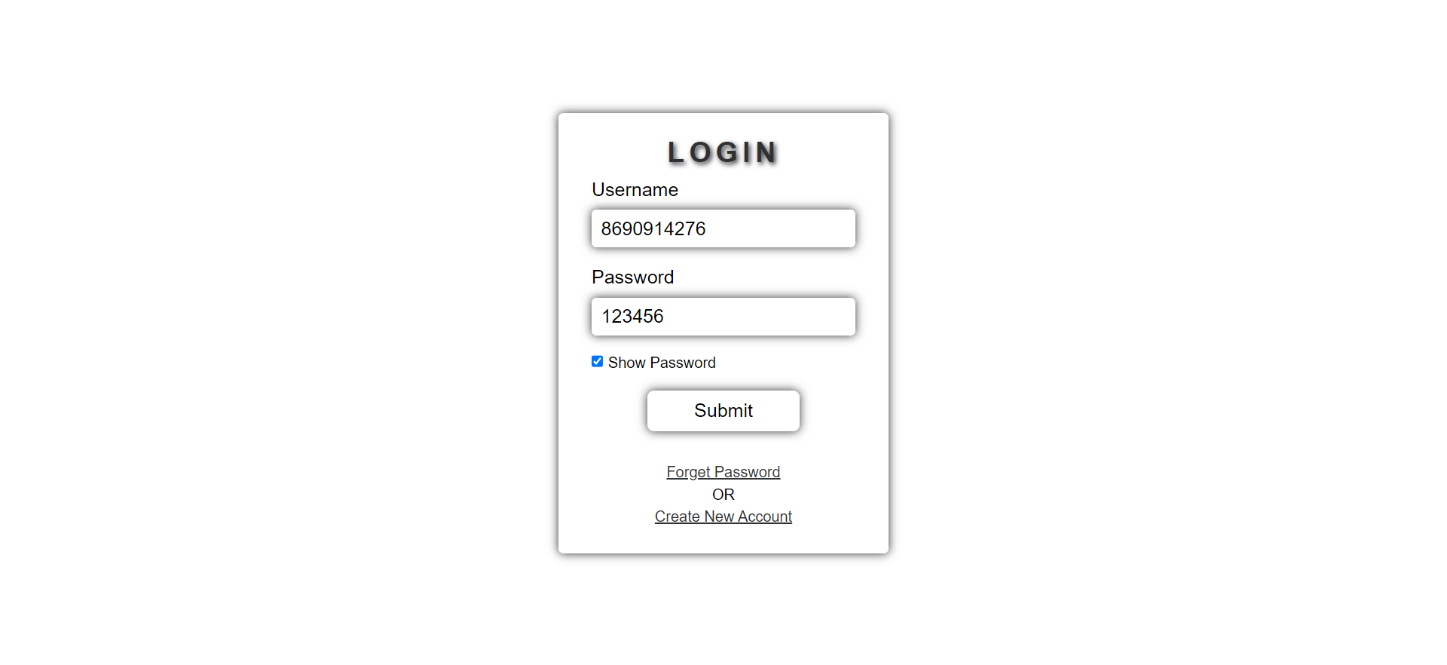 LOGIN
Username
8690914276
Password
123456
Show Password
Submit
Forget Password
OR
Create New Account